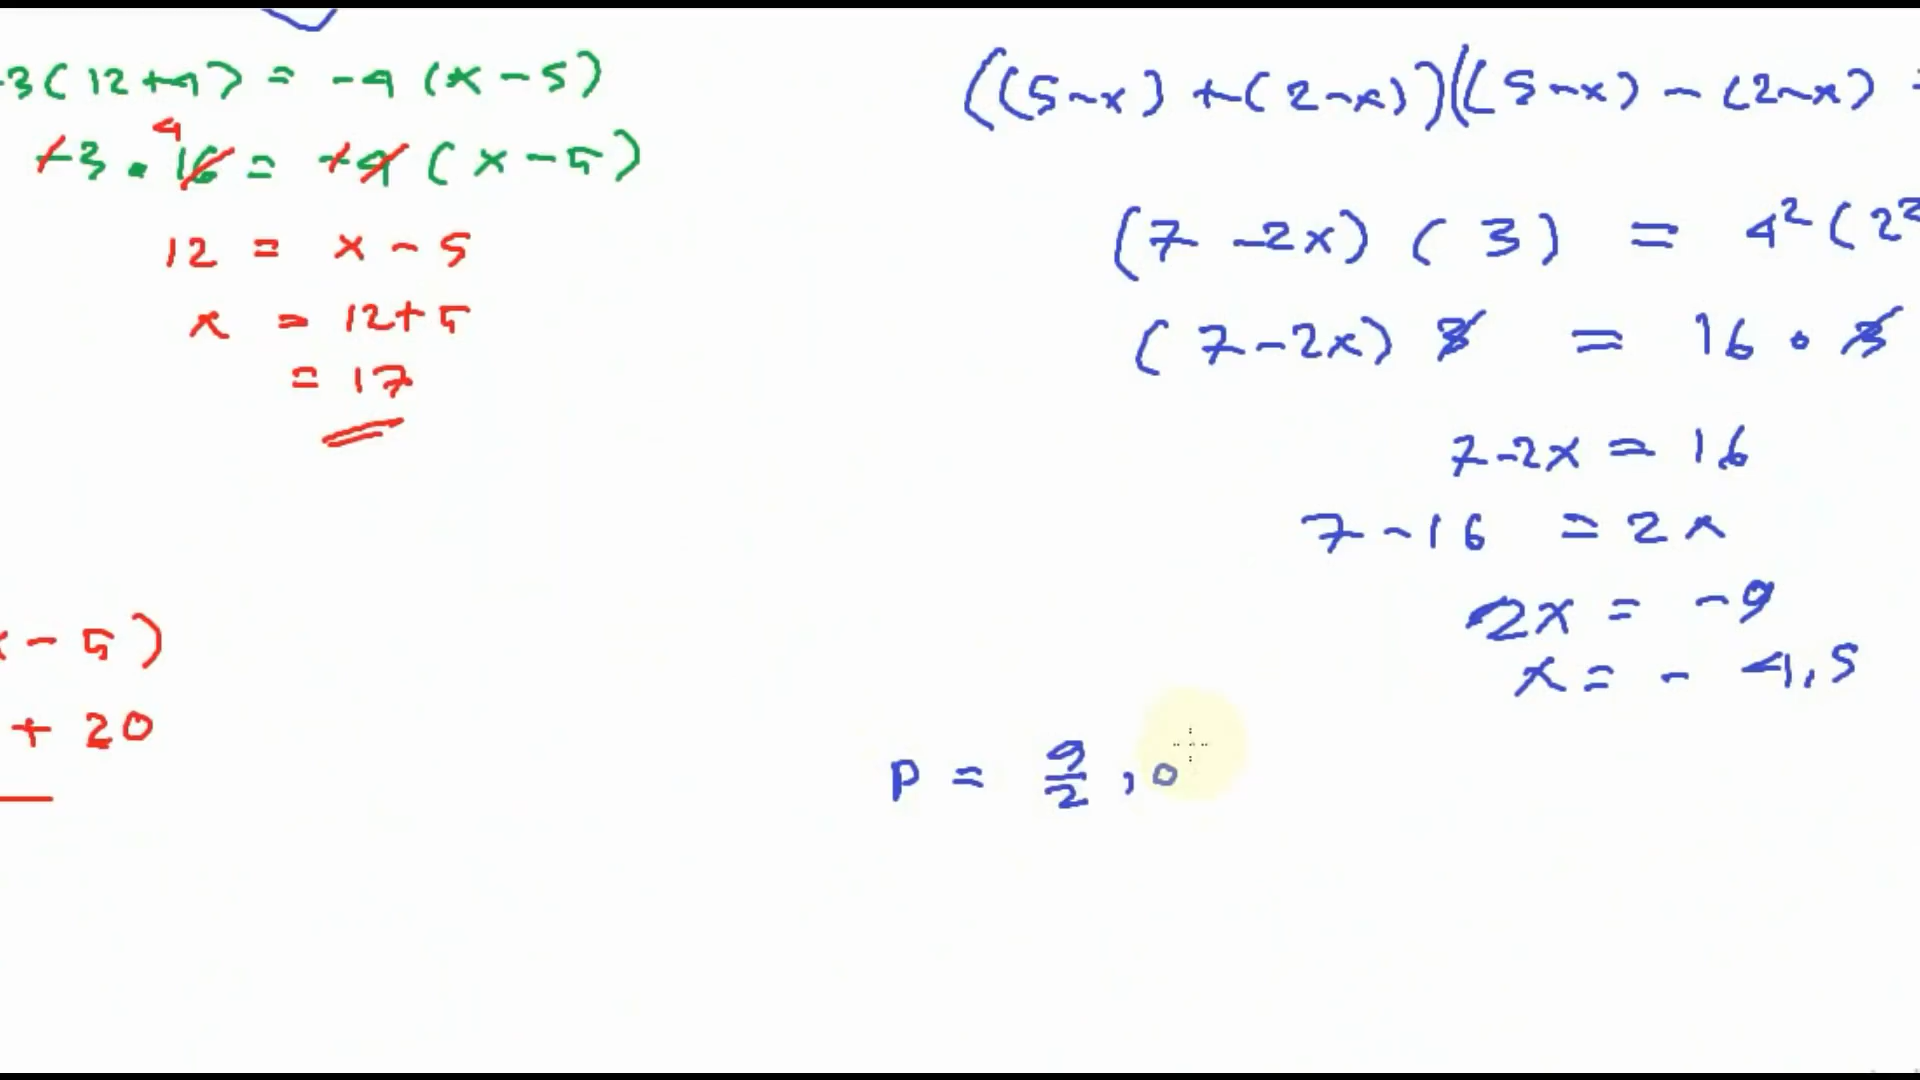 3(12+4) = -4(x-5)
+3 . 16 = +4(x-5)
4
12 = x-5
x = 12+5
= 17
x-5)
+ 20
((5-x)+(2-x))((5-x)-(2-x) =
(7-2x)(3) = 4²(2²
(7-2x) 3 = 16 . 3
7-2x = 16
7-16 = 2x
2x = -9
x = -4,5
P = 9/2 , 0